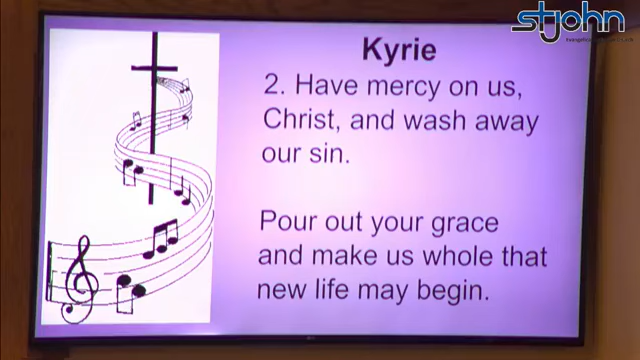 stjohn
Kyrie
2. Have mercy on us,
Christ, and wash away
our sin.
Pour out your grace
and make us whole that
new life may begin.